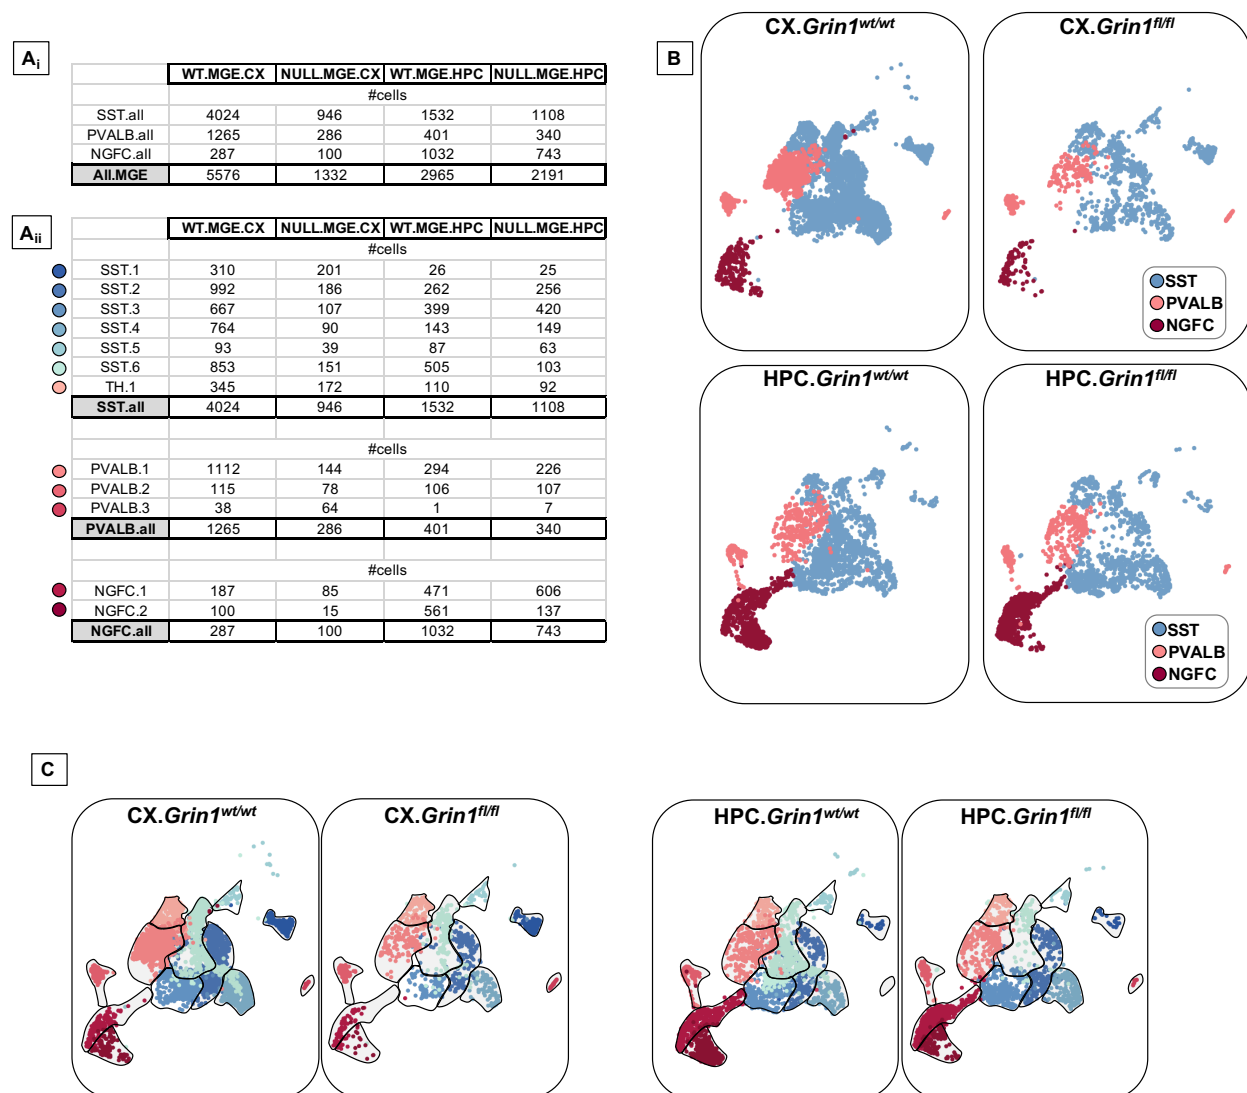 Ai
WT.MGE.CX NULL.MGE.CX WT.MGE.HPC NULL.MGE.HPC
#cells
SST.all 4024 946 1532 1108
PVALB.all 1265 286 401 340
NGFC.all 287 100 1032 743
All.MGE 5576 1332 2965 2191
Aii
WT.MGE.CX NULL.MGE.CX WT.MGE.HPC NULL.MGE.HPC
#cells
SST.1 310 201 26 25
SST.2 992 186 262 256
SST.3 667 107 399 420
SST.4 764 90 143 149
SST.5 93 39 87 63
SST.6 853 151 505 103
TH.1 345 172 110 92
SST.all 4024 946 1532 1108
#cells
PVALB.1 1112 144 294 226
PVALB.2 115 78 106 107
PVALB.3 38 64 1 7
PVALB.all 1265 286 401 340
#cells
NGFC.1 187 85 471 606
NGFC.2 100 15 561 137
NGFC.all 287 100 1032 743
B
CX.Grin1wt/wt
CX.Grin1fl/fl
SST
PVALB
NGFC
HPC.Grin1wt/wt
HPC.Grin1fl/fl
SST
PVALB
NGFC
C
CX.Grin1wt/wt
CX.Grin1fl/fl
HPC.Grin1wt/wt
HPC.Grin1fl/fl